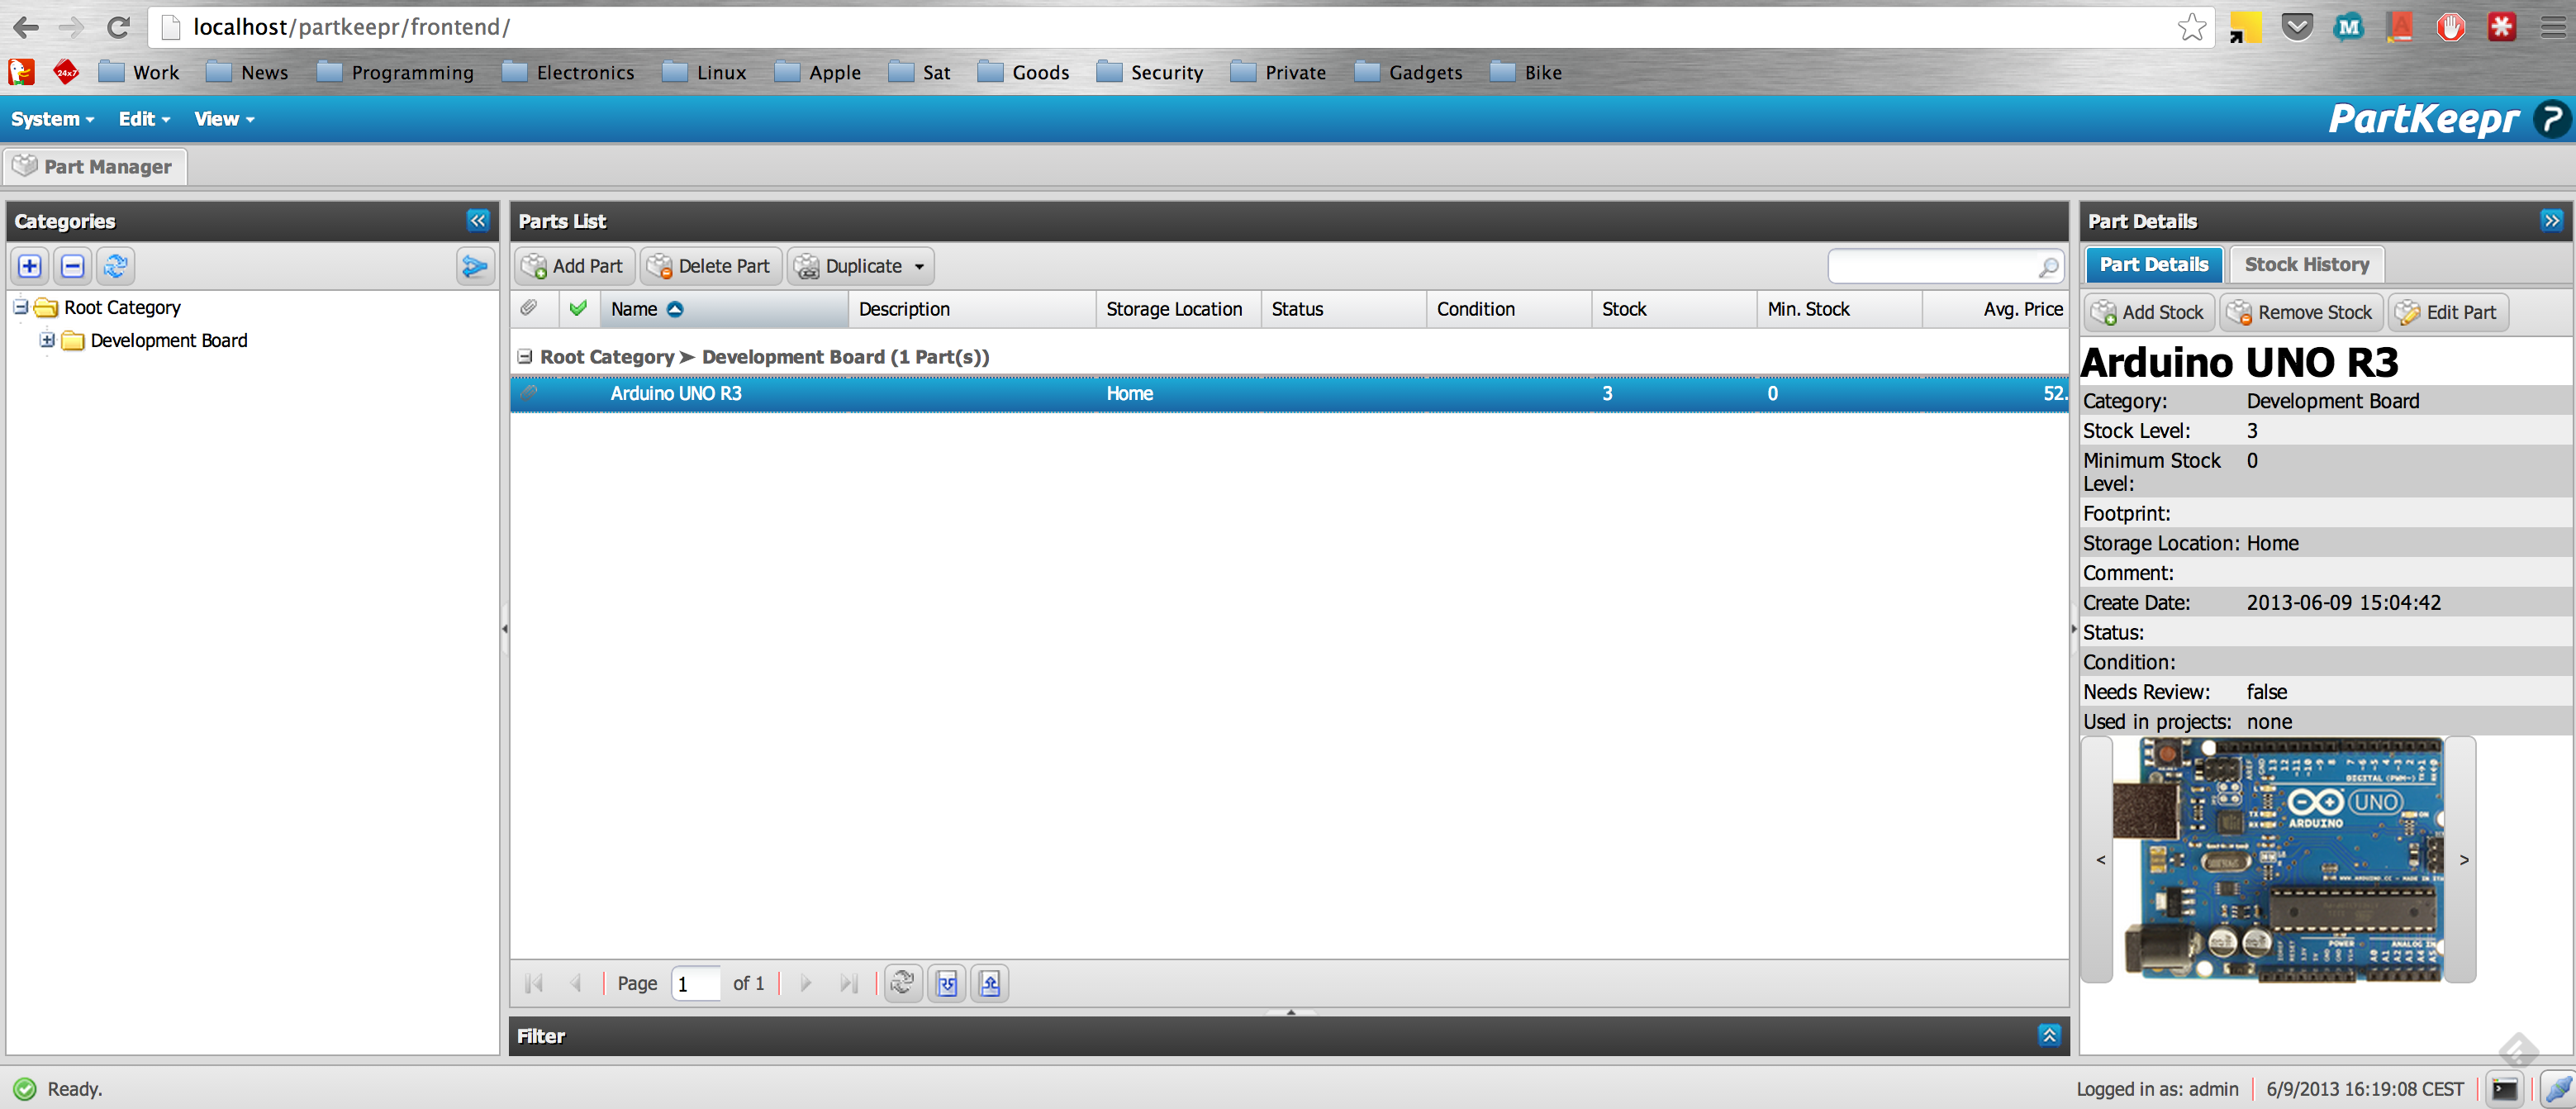 localhost/partkeepr/frontend/
24x7 Work News Programming Electronics Linux Apple Sat Goods Security Private Gadgets Bike
System Edit View PartKeepr ?
Part Manager
Categories
Root Category
Development Board
Parts List
Add Part Delete Part Duplicate
Name Description Storage Location Status Condition Stock Min. Stock Avg. Price
Root Category ➤ Development Board (1 Part(s))
Arduino UNO R3 Home 3 0 52.
Page 1 of 1
Filter
Part Details
Part Details Stock History
Add Stock Remove Stock Edit Part
Arduino UNO R3
Category: Development Board
Stock Level: 3
Minimum Stock Level: 0
Footprint:
Storage Location: Home
Comment:
Create Date: 2013-06-09 15:04:42
Status:
Condition:
Needs Review: false
Used in projects: none
DIGITAL (PWM~)
UNO
ARDUINO
POWER ANALOG IN
< >
Ready.
Logged in as: admin 6/9/2013 16:19:08 CEST